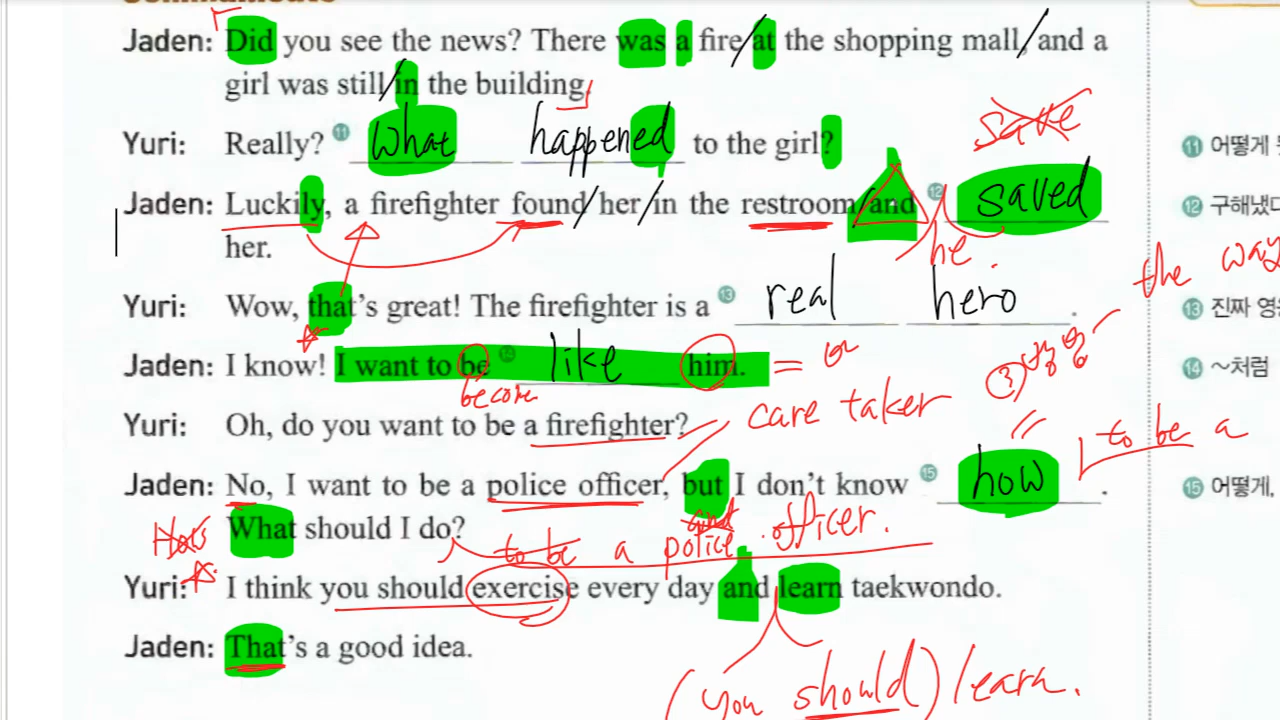 Jaden: Did you see the news? There was a fire/at the shopping mall,/and a
girl was still/in the building.
save
Yuri: Really? ⑪ What happened to the girl?
⑪ 어떻게
Jaden: Luckily, a firefighter found/her/in the restroom/and ⑫ saved
⑫ 구해냈다
her.
he
the way
Yuri: Wow, that's great! The firefighter is a ⑬ real hero.
⑬ 진짜 영웅
Jaden: I know! I want to be ⑭ like him. = or
⑭ ~처럼
become
③ 방향
Yuri: Oh, do you want to be a firefighter?
care taker
to be a
Jaden: No, I want to be a police officer, but I don't know ⑮ how.
⑮ 어떻게,
How What should I do?
to be a police officer.
Yuri: I think you should exercise every day and learn taekwondo.
Jaden: That's a good idea.
(you should) learn.